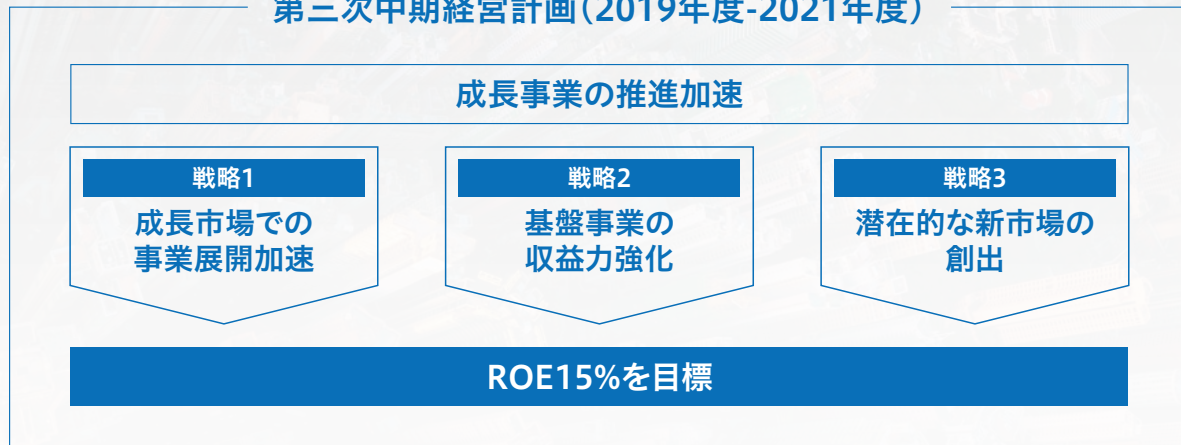 第三次中期経営計画（2019年度-2021年度）
成長事業の推進加速
戦略1
成長市場での
事業展開加速
戦略2
基盤事業の
収益力強化
戦略3
潜在的な新市場の
創出
ROE15%を目標